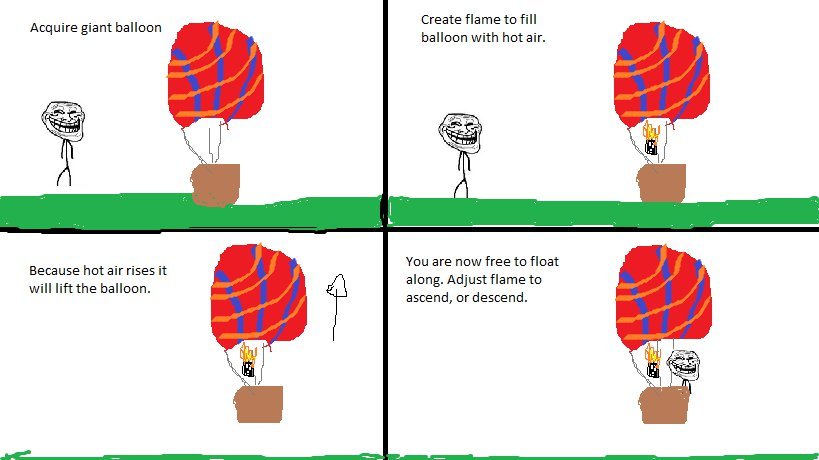 Acquire giant balloon
Create flame to fill
balloon with hot air.
Because hot air rises it
will lift the balloon.
You are now free to float
along. Adjust flame to
ascend, or descend.